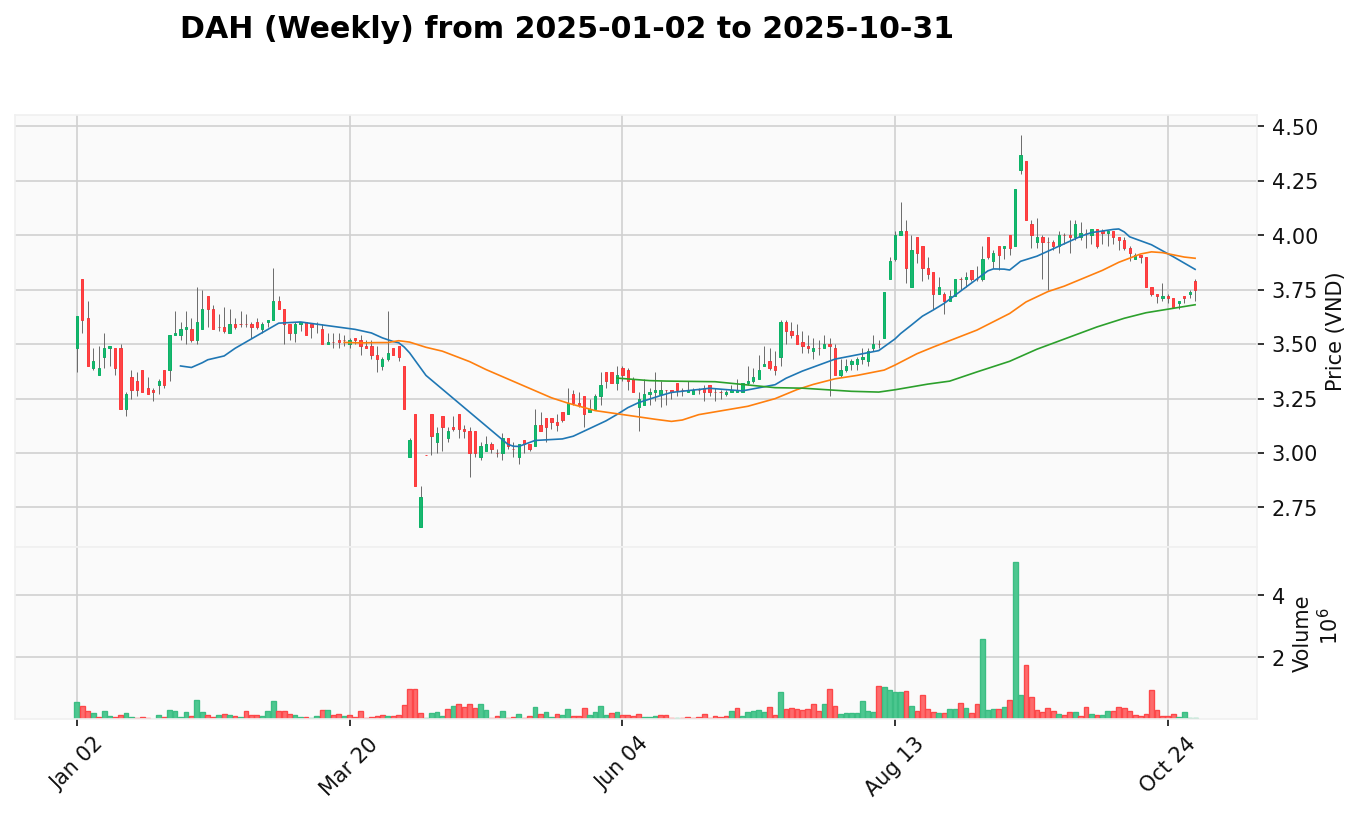 DAH (Weekly) from 2025-01-02 to 2025-10-31
4.50
4.25
4.00
3.75
3.50
3.25
3.00
2.75
Price (VND)
4
2
Volume
10^6
Jan 02
Mar 20
Jun 04
Aug 13
Oct 24